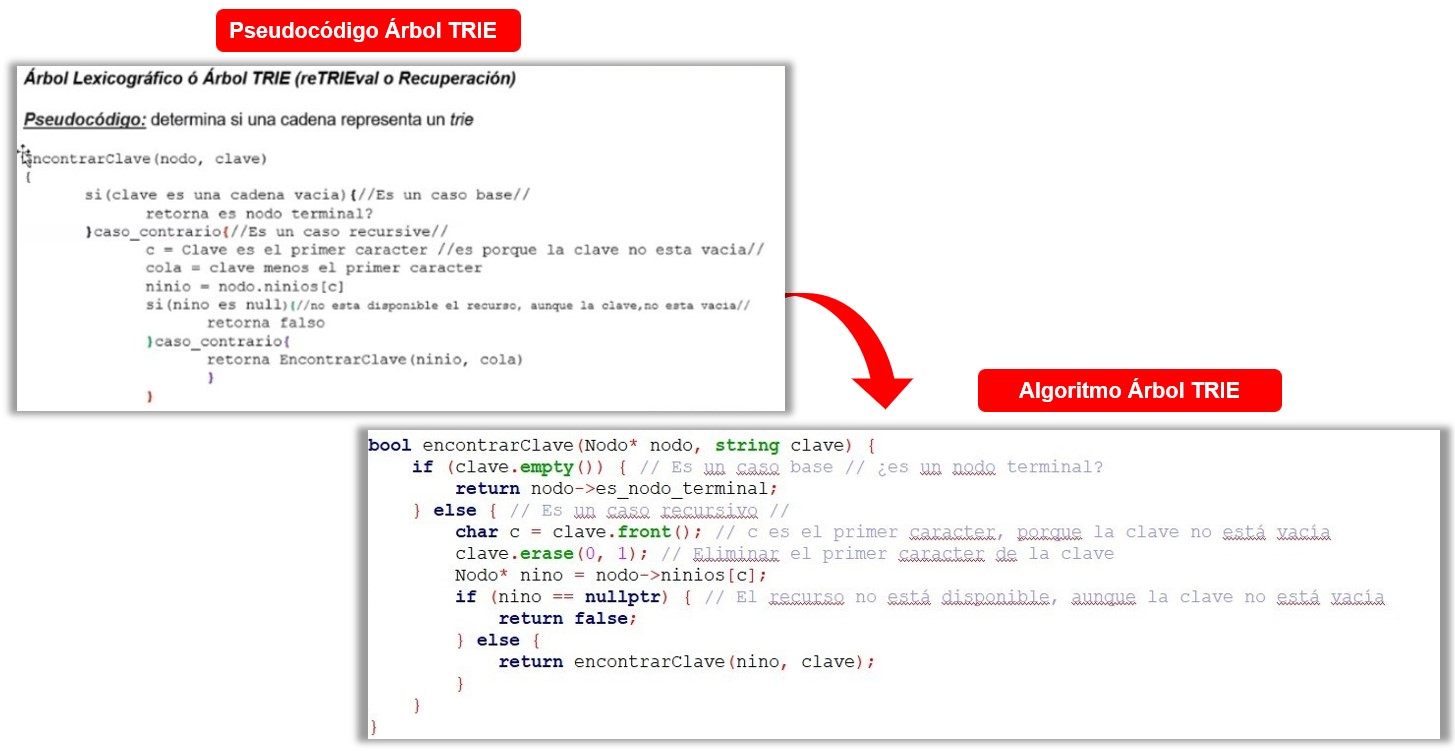 Pseudocódigo Árbol TRIE
Árbol Lexicográfico ó Árbol TRIE (reTRIEval o Recuperación)
Pseudocódigo: determina si una cadena representa un trie
EncontrarClave(nodo, clave)
{
si(clave es una cadena vacia){//Es un caso base//
retorna es nodo terminal?
}caso_contrario{//Es un caso recursive//
c = Clave es el primer caracter //es porque la clave no esta vacia//
cola = clave menos el primer caracter
ninio = nodo.ninios[c]
si(nino es null){//no esta disponible el recurso, aunque la clave,no esta vacia//
retorna falso
}caso_contrario{
retorna EncontrarClave(ninio, cola)
}
}
Algoritmo Árbol TRIE
bool encontrarClave(Nodo* nodo, string clave) {
if (clave.empty()) { // Es un caso base // ¿es un nodo terminal?
return nodo->es_nodo_terminal;
} else { // Es un caso recursivo //
char c = clave.front(); // c es el primer caracter, porque la clave no está vacía
clave.erase(0, 1); // Eliminar el primer caracter de la clave
Nodo* nino = nodo->ninios[c];
if (nino == nullptr) { // El recurso no está disponible, aunque la clave no está vacía
return false;
} else {
return encontrarClave(nino, clave);
}
}
}